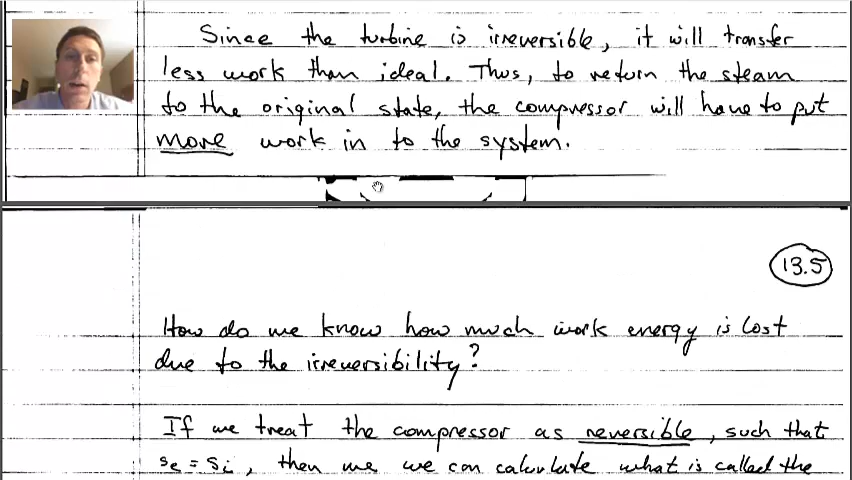 Since the turbine is irreversible, it will transfer
less work than ideal. Thus, to return the steam
to the original state, the compressor will have to put
more work in to the system.
13.5
How do we know how much work energy is lost
due to the irreversibility?
If we treat the compressor as reversible, such that
se = si, then we we can calculate what is called the